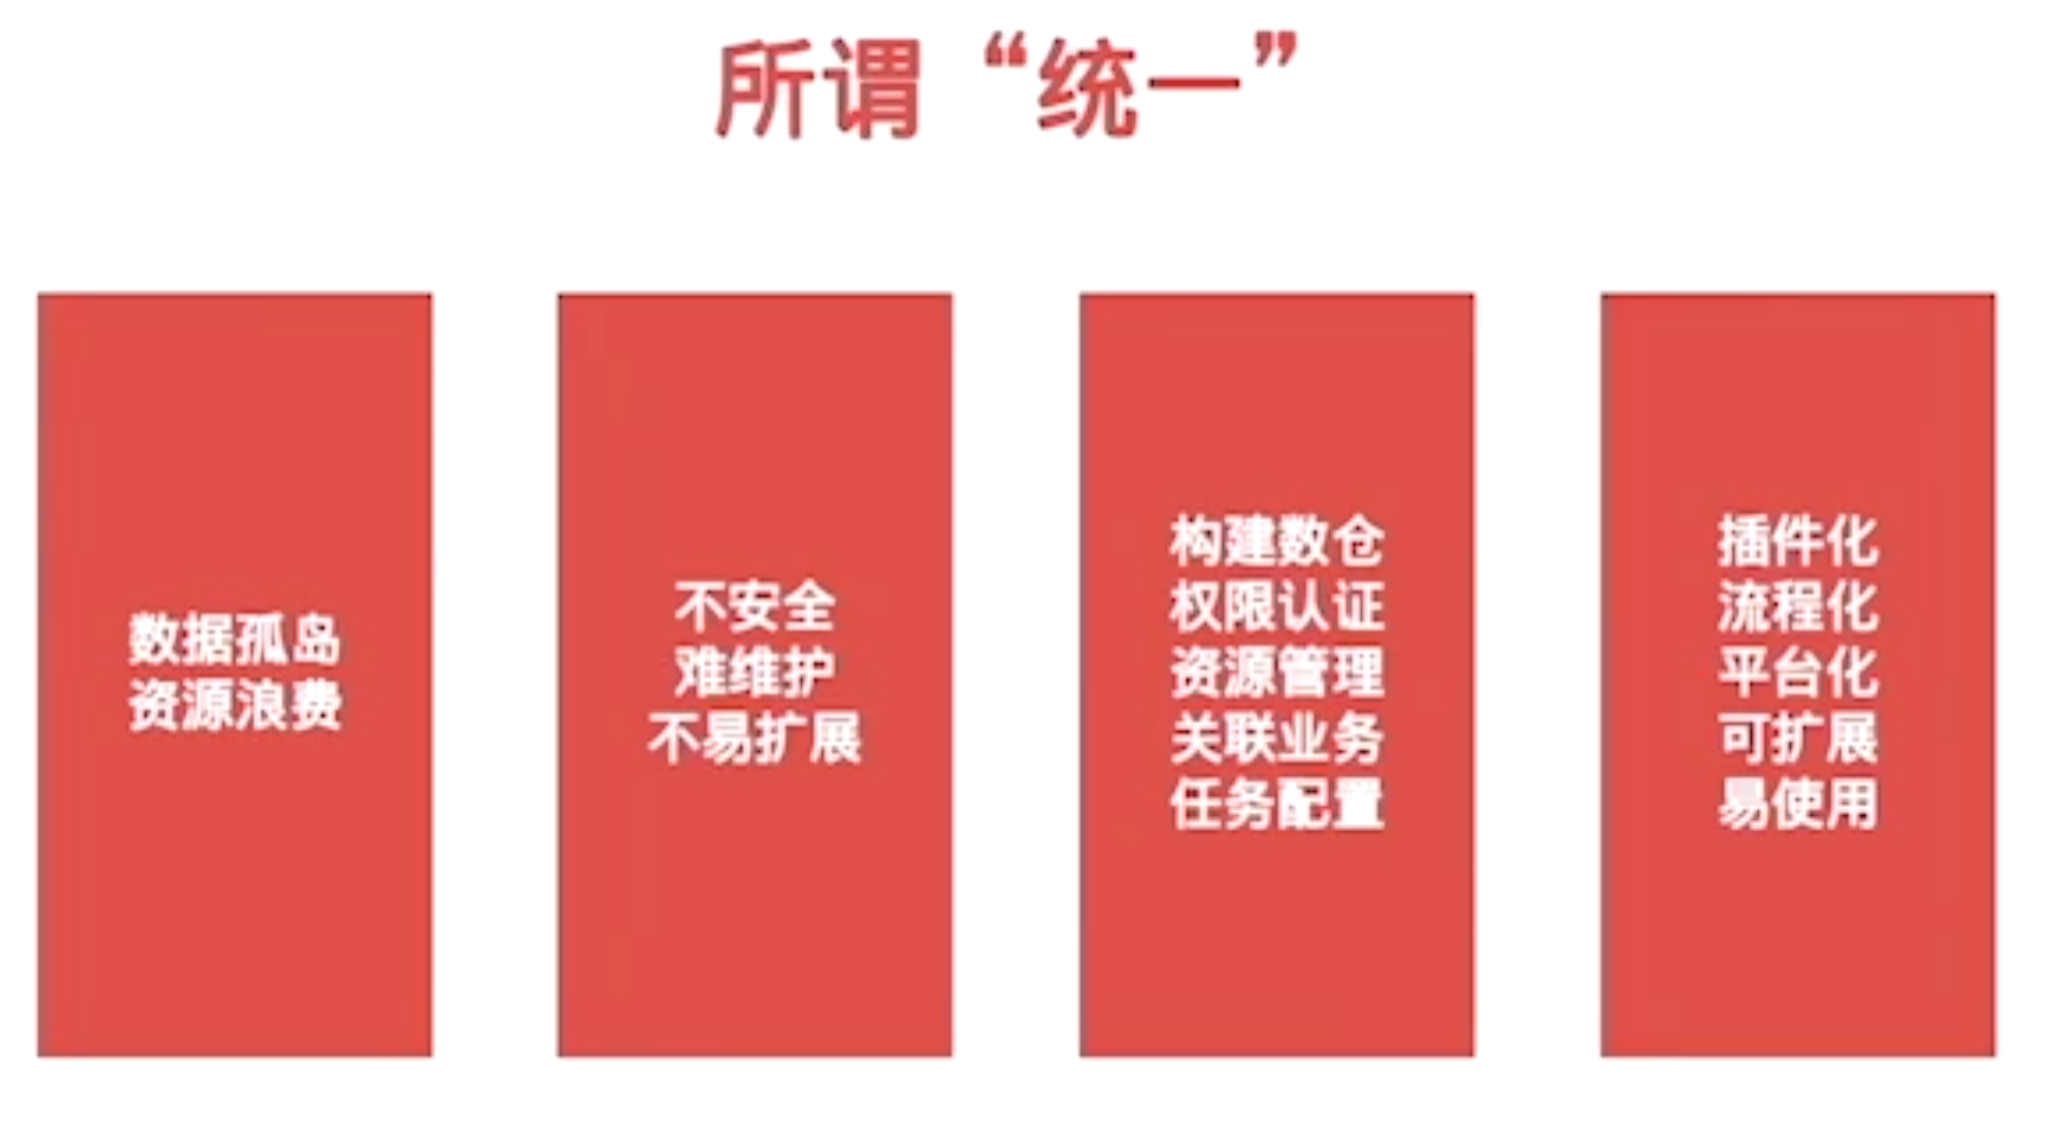 所谓“统一”
数据孤岛
资源浪费
不安全
难维护
不易扩展
构建数仓
权限认证
资源管理
关联业务
任务配置
插件化
流程化
平台化
可扩展
易使用